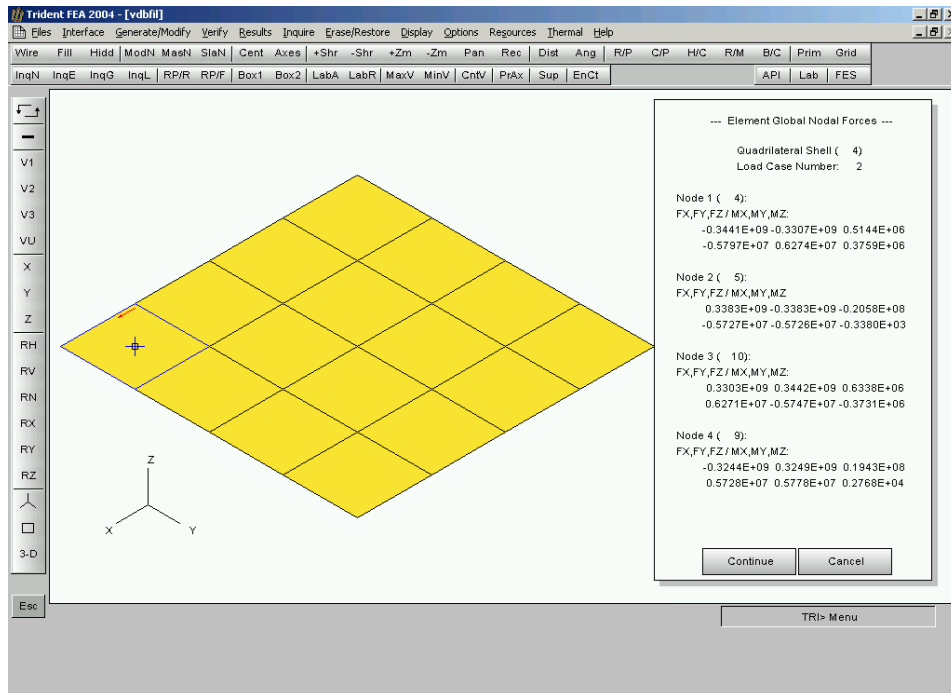 Trident FEA 2004 - [vdbfil]
Files Interface Generate/Modify Verify Results Inquire Erase/Restore Display Options Resources Thermal Help
Wire Fill Hidd ModN MasN SlaN Cent Axes +Shr -Shr +Zm -Zm Pan Rec Dist Ang R/P C/P H/C R/M B/C Prim Grid
InqN InqE InqG InqL RP/R RP/F Box1 Box2 LabA LabR MaxV MinV CntV PrAx Sup EnCt API Lab FES
V1
V2
V3
VU
X
Y
Z
RH
RV
RN
RX
RY
RZ
3-D
Esc
Z
X
Y
--- Element Global Nodal Forces ---
Quadrilateral Shell ( 4)
Load Case Number: 2
Node 1 ( 4):
FX,FY,FZ / MX,MY,MZ:
-0.3441E+09 -0.3307E+09 0.5144E+06
-0.5797E+07 0.6274E+07 0.3759E+06
Node 2 ( 5):
FX,FY,FZ / MX,MY,MZ
0.3383E+09 -0.3383E+09 -0.2058E+08
-0.5727E+07 -0.5726E+07 -0.3380E+03
Node 3 ( 10):
FX,FY,FZ / MX,MY,MZ:
0.3303E+09 0.3442E+09 0.6338E+06
0.6271E+07 -0.5747E+07 -0.3731E+06
Node 4 ( 9):
FX,FY,FZ / MX,MY,MZ:
-0.3244E+09 0.3249E+09 0.1943E+08
0.5728E+07 0.5778E+07 0.2768E+04
Continue Cancel
TRI> Menu